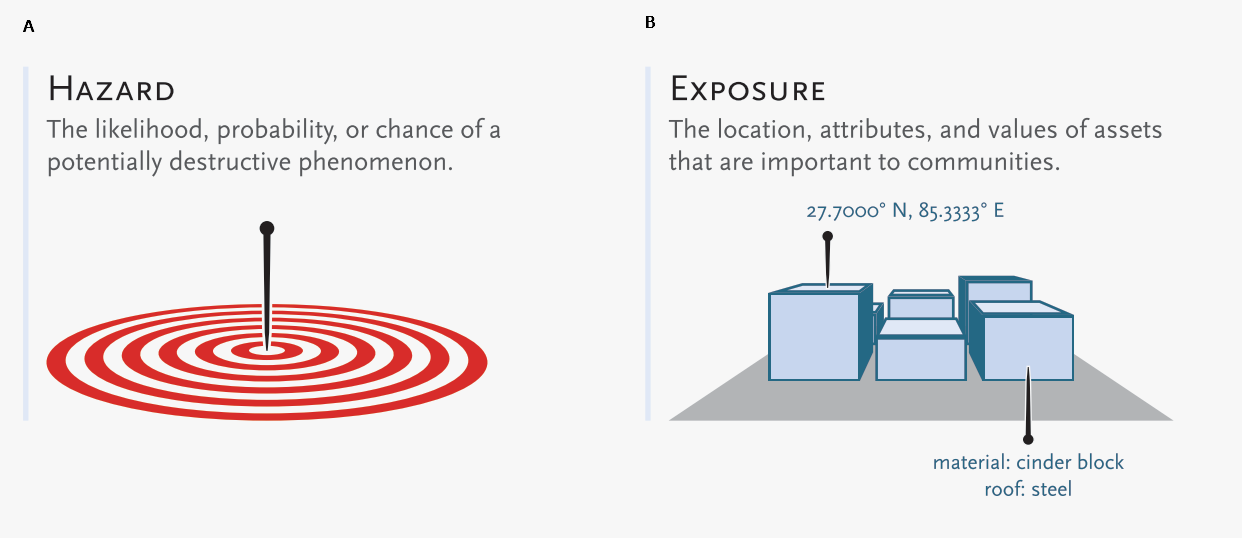 A
HAZARD
The likelihood, probability, or chance of a
potentially destructive phenomenon.
B
EXPOSURE
The location, attributes, and values of assets
that are important to communities.
27.7000° N, 85.3333° E
material: cinder block
roof: steel